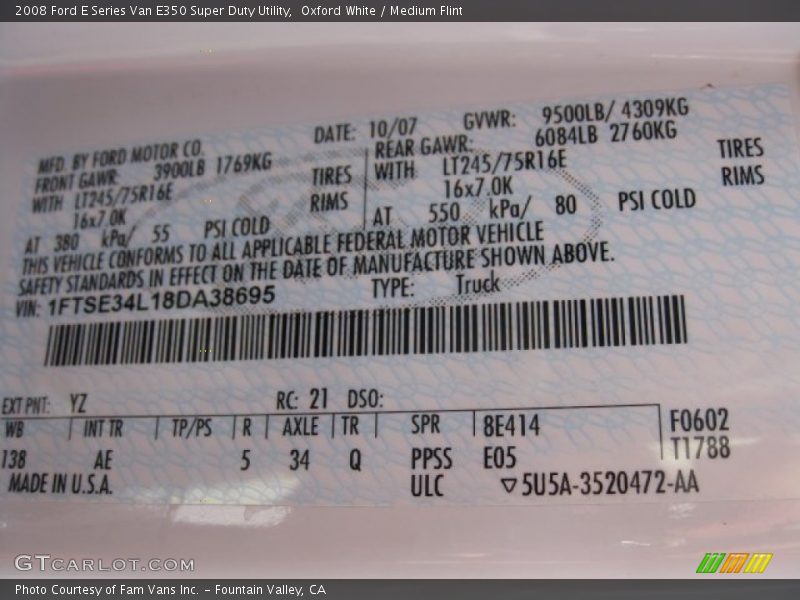 2008 Ford E Series Van E350 Super Duty Utility,  Oxford White / Medium Flint
MFD. BY FORD MOTOR CO. DATE: 10/07 GVWR: 9500LB/ 4309KG
FRONT GAWR: 3900LB 1769KG REAR GAWR: 6084LB 2760KG
WITH LT245/75R16E TIRES WITH LT245/75R16E TIRES
16x7.0K RIMS 16x7.0K RIMS
AT 380 kPa/ 55 PSI COLD AT 550 kPa/ 80 PSI COLD
THIS VEHICLE CONFORMS TO ALL APPLICABLE FEDERAL MOTOR VEHICLE
SAFETY STANDARDS IN EFFECT ON THE DATE OF MANUFACTURE SHOWN ABOVE.
VIN: 1FTSE34L18DA38695 TYPE: Truck
EXT PNT: YZ RC: 21 DSO:
WB INT TR TP/PS R AXLE TR SPR 8E414 F0602
138 AE 5 34 Q PPSS E05 T1788
MADE IN U.S.A. ULC ▽5U5A-3520472-AA
GTCARLOT.COM
Photo Courtesy of Fam Vans Inc. – Fountain Valley, CA